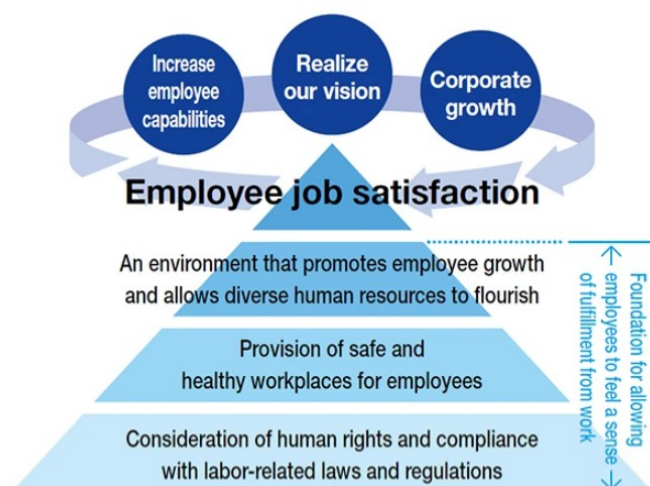 Increase
employee
capabilities
Realize
our vision
Corporate
growth
Employee job satisfaction
An environment that promotes employee growth
and allows diverse human resources to flourish
Provision of safe and
healthy workplaces for employees
Consideration of human rights and compliance
with labor-related laws and regulations
Foundation for allowing
employees to feel a sense
of fulfillment from work